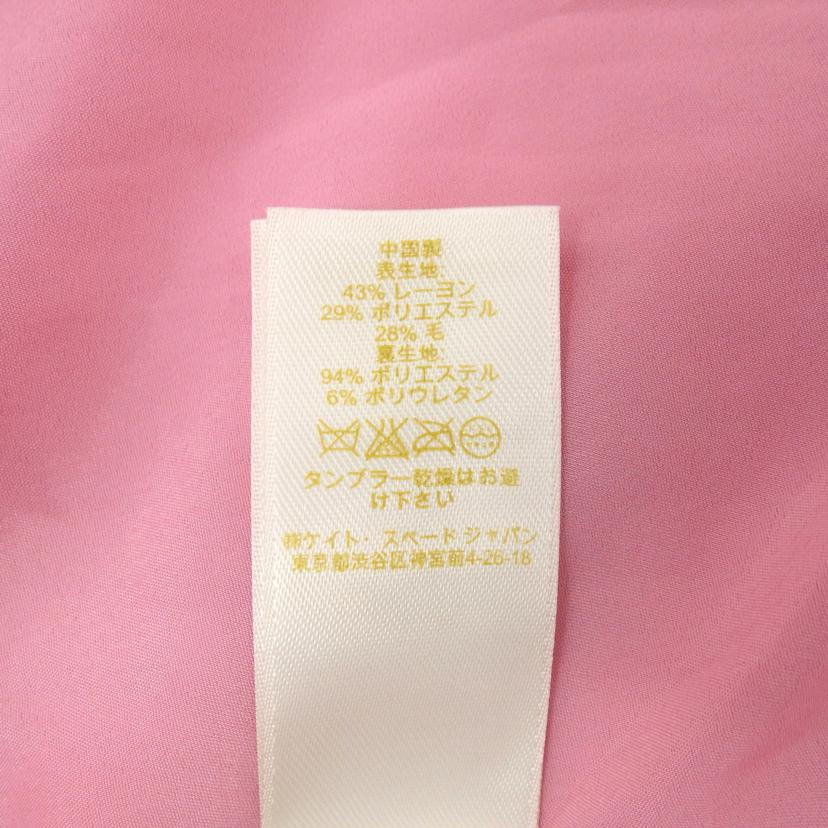 中国製
表生地:
43% レーヨン
29% ポリエステル
28% 毛
裏生地:
94% ポリエステル
6% ポリウレタン
タンブラー乾燥はお避
け下さい
㈱ケイト・スペード ジャパン
東京都渋谷区神宮前4-26-18